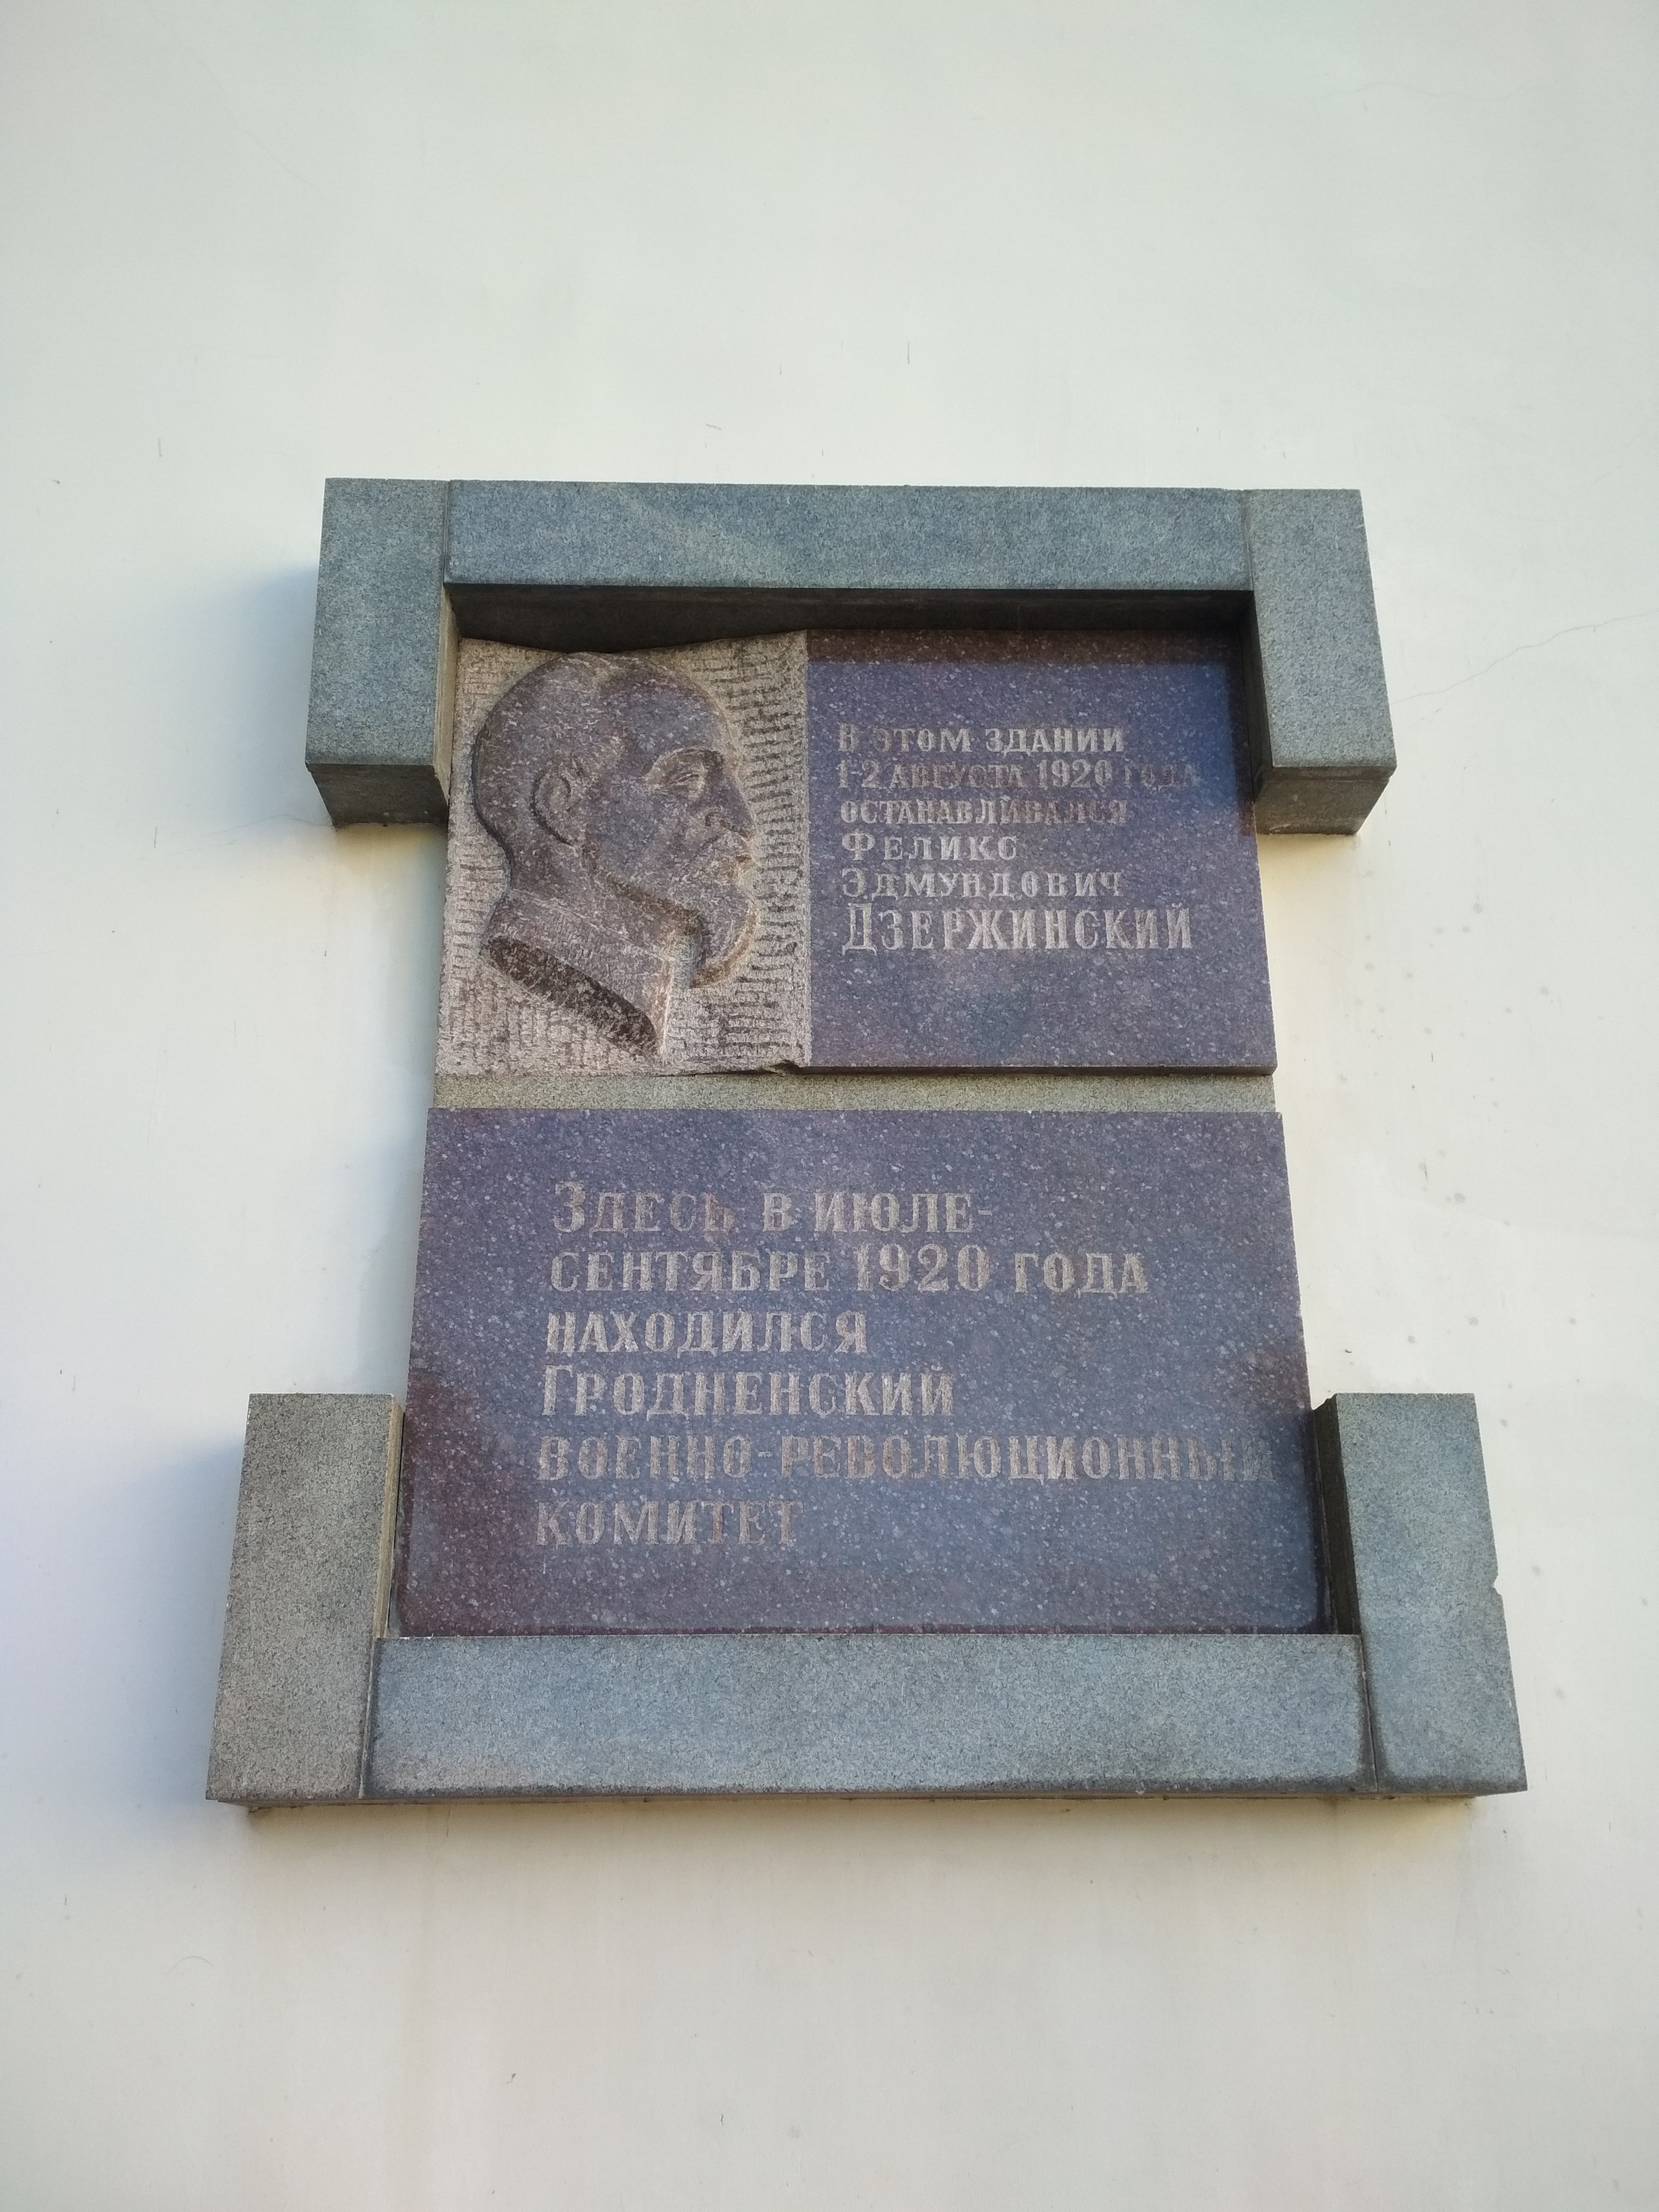 В этом здании
1-2 августа 1920 года
останавливался
Феликс
Эдмундович
Дзержинский
Здесь в июле-
сентябре 1920 года
находился
Гродненский
военно-революционный
комитет